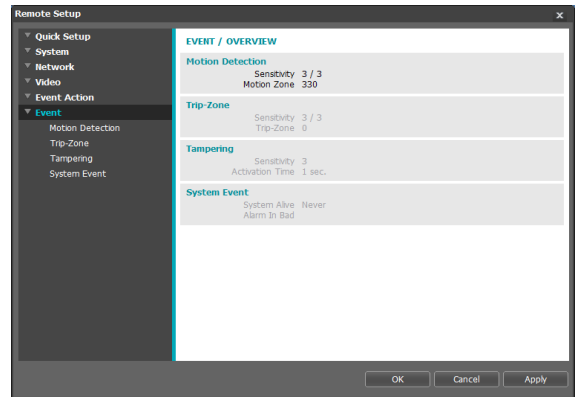 Remote Setup
x
Quick Setup
System
Network
Video
Event Action
Event
Motion Detection
Trip-Zone
Tampering
System Event
EVENT / OVERVIEW
Motion Detection
Sensitivity 3 / 3
Motion Zone 330
Trip-Zone
Sensitivity 3 / 3
Trip-Zone 0
Tampering
Sensitivity 3
Activation Time 1 sec.
System Event
System Alive Never
Alarm In Bad
OK Cancel Apply